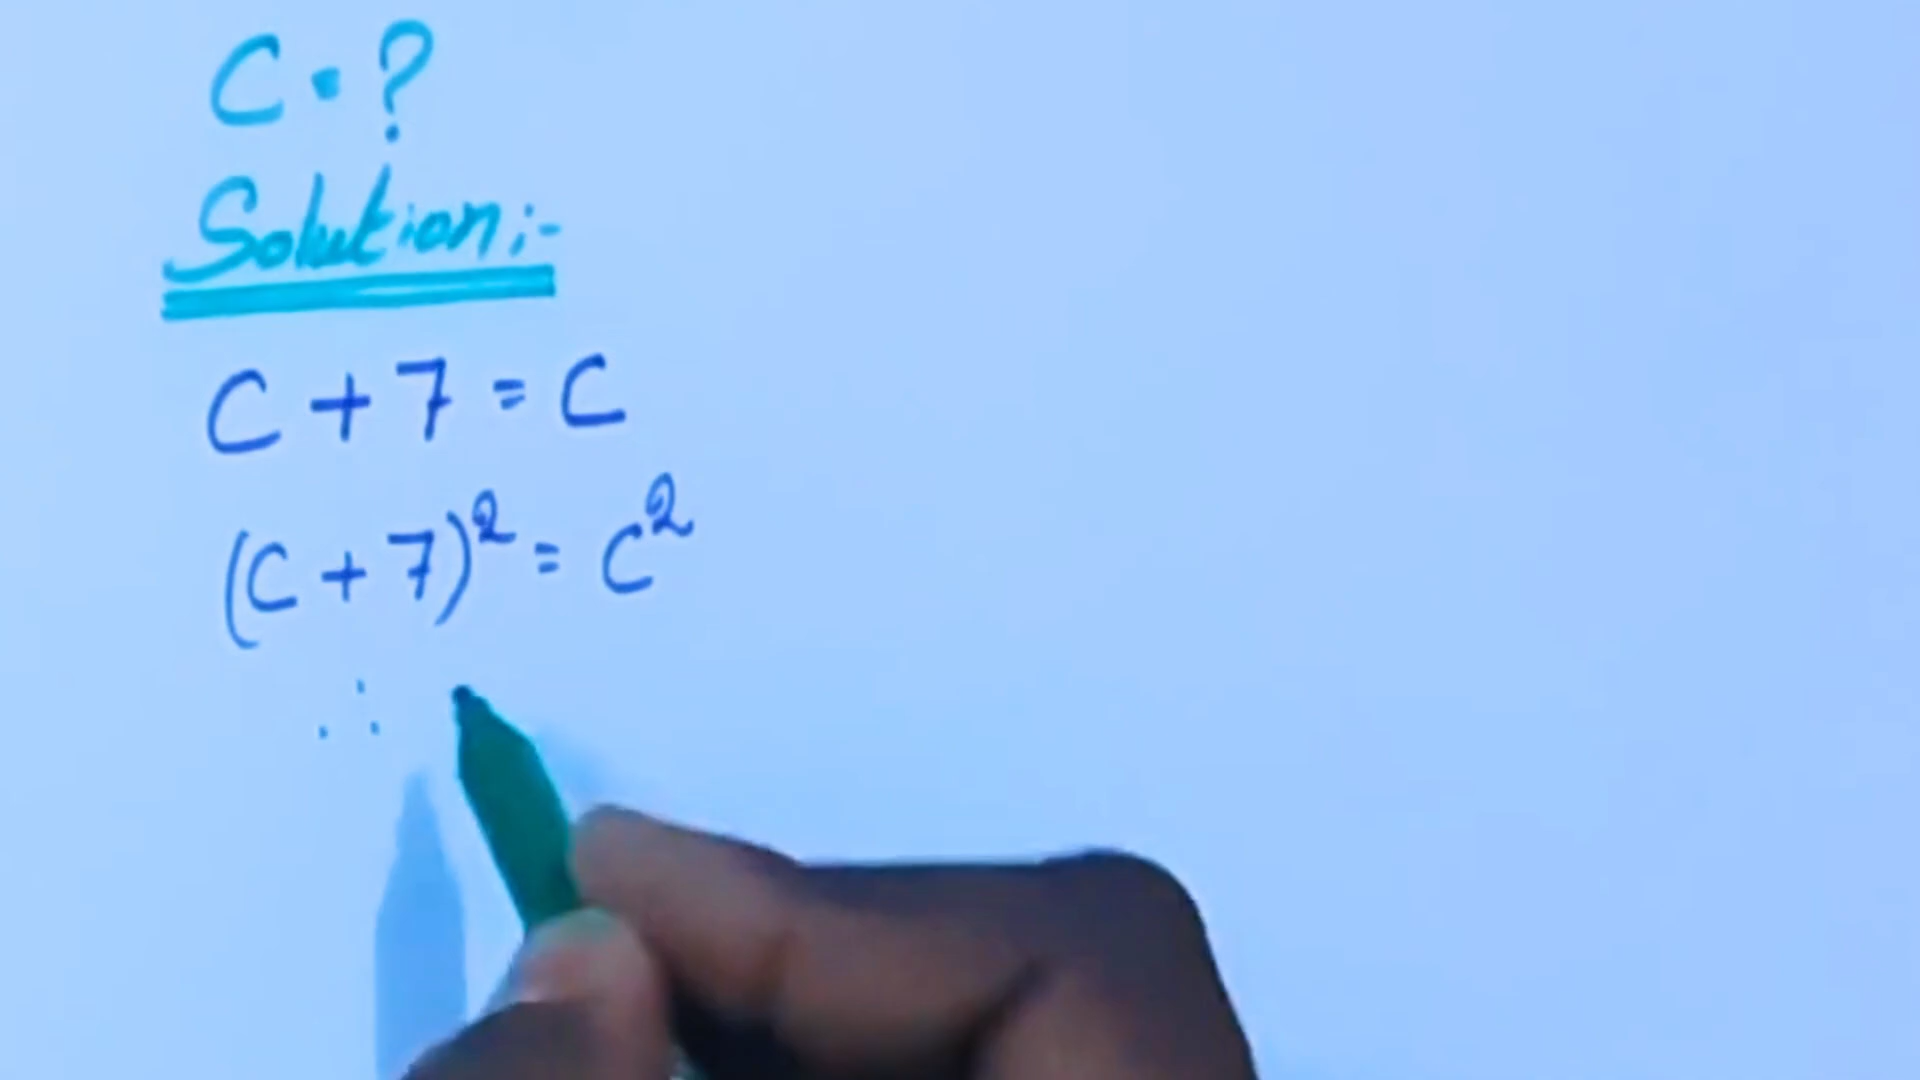 C = ?
Solution:-
C + 7 = C
(C + 7)² = C²
∴